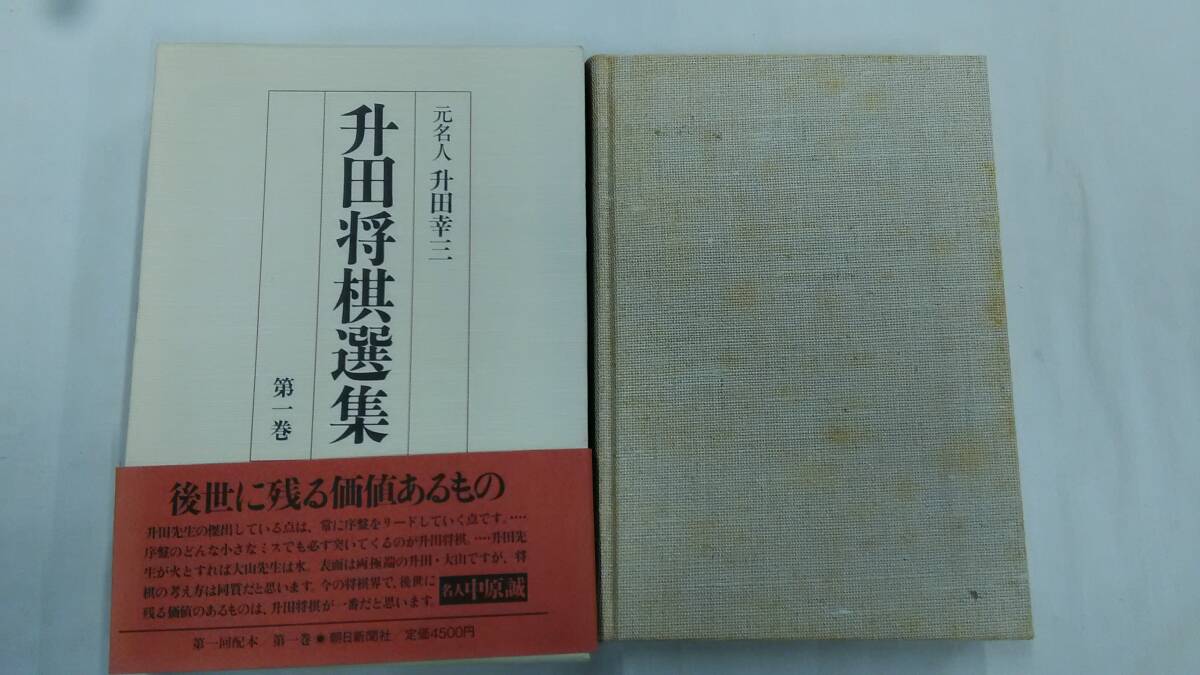 元名人 升田幸三
升田将棋選集
第一巻
後世に残る価値あるもの
升田先生の傑出している点は、常に序盤をリードしていく点です。‥‥
序盤のどんな小さなミスでも必ず突いてくるのが升田将棋。‥‥升田先
生が火とすれば大山先生は水。表面は両極端の升田・大山ですが、将
棋の考え方は同質だと思います。今の将棋界で、後世に
残る価値のあるものは、升田将棋が一番だと思います。
名人中原誠
第一回配本 第一巻●朝日新聞社 定価4500円